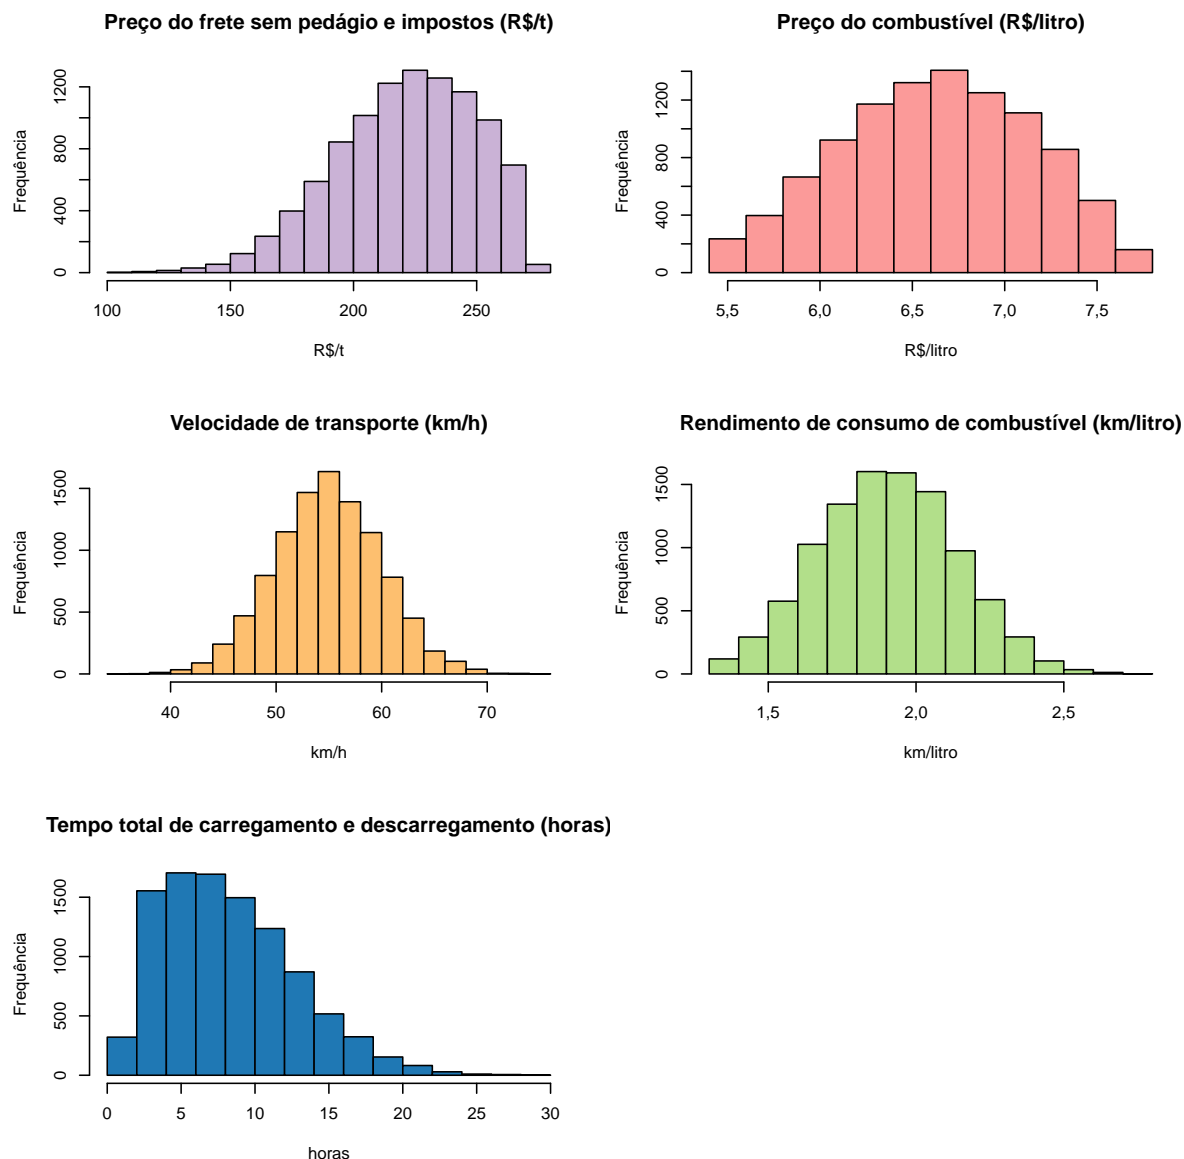 Preço do frete sem pedágio e impostos (R$/t)
Frequência
0 400 800 1200
100 150 200 250
R$/t
Preço do combustível (R$/litro)
Frequência
0 400 800 1200
5,5 6,0 6,5 7,0 7,5
R$/litro
Velocidade de transporte (km/h)
Frequência
0 500 1000 1500
40 50 60 70
km/h
Rendimento de consumo de combustível (km/litro)
Frequência
0 500 1000 1500
1,5 2,0 2,5
km/litro
Tempo total de carregamento e descarregamento (horas)
Frequência
0 500 1000 1500
0 5 10 15 20 25 30
horas